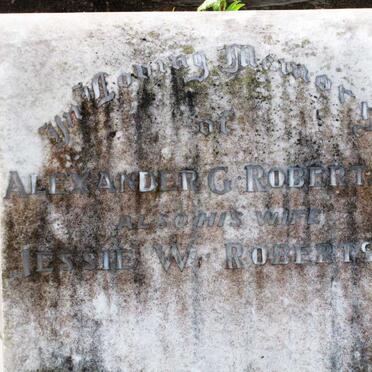 In Loving Memory
of
ALEXANDER G. ROBERTS
ALSO HIS WIFE
JESSIE W. ROBERTS